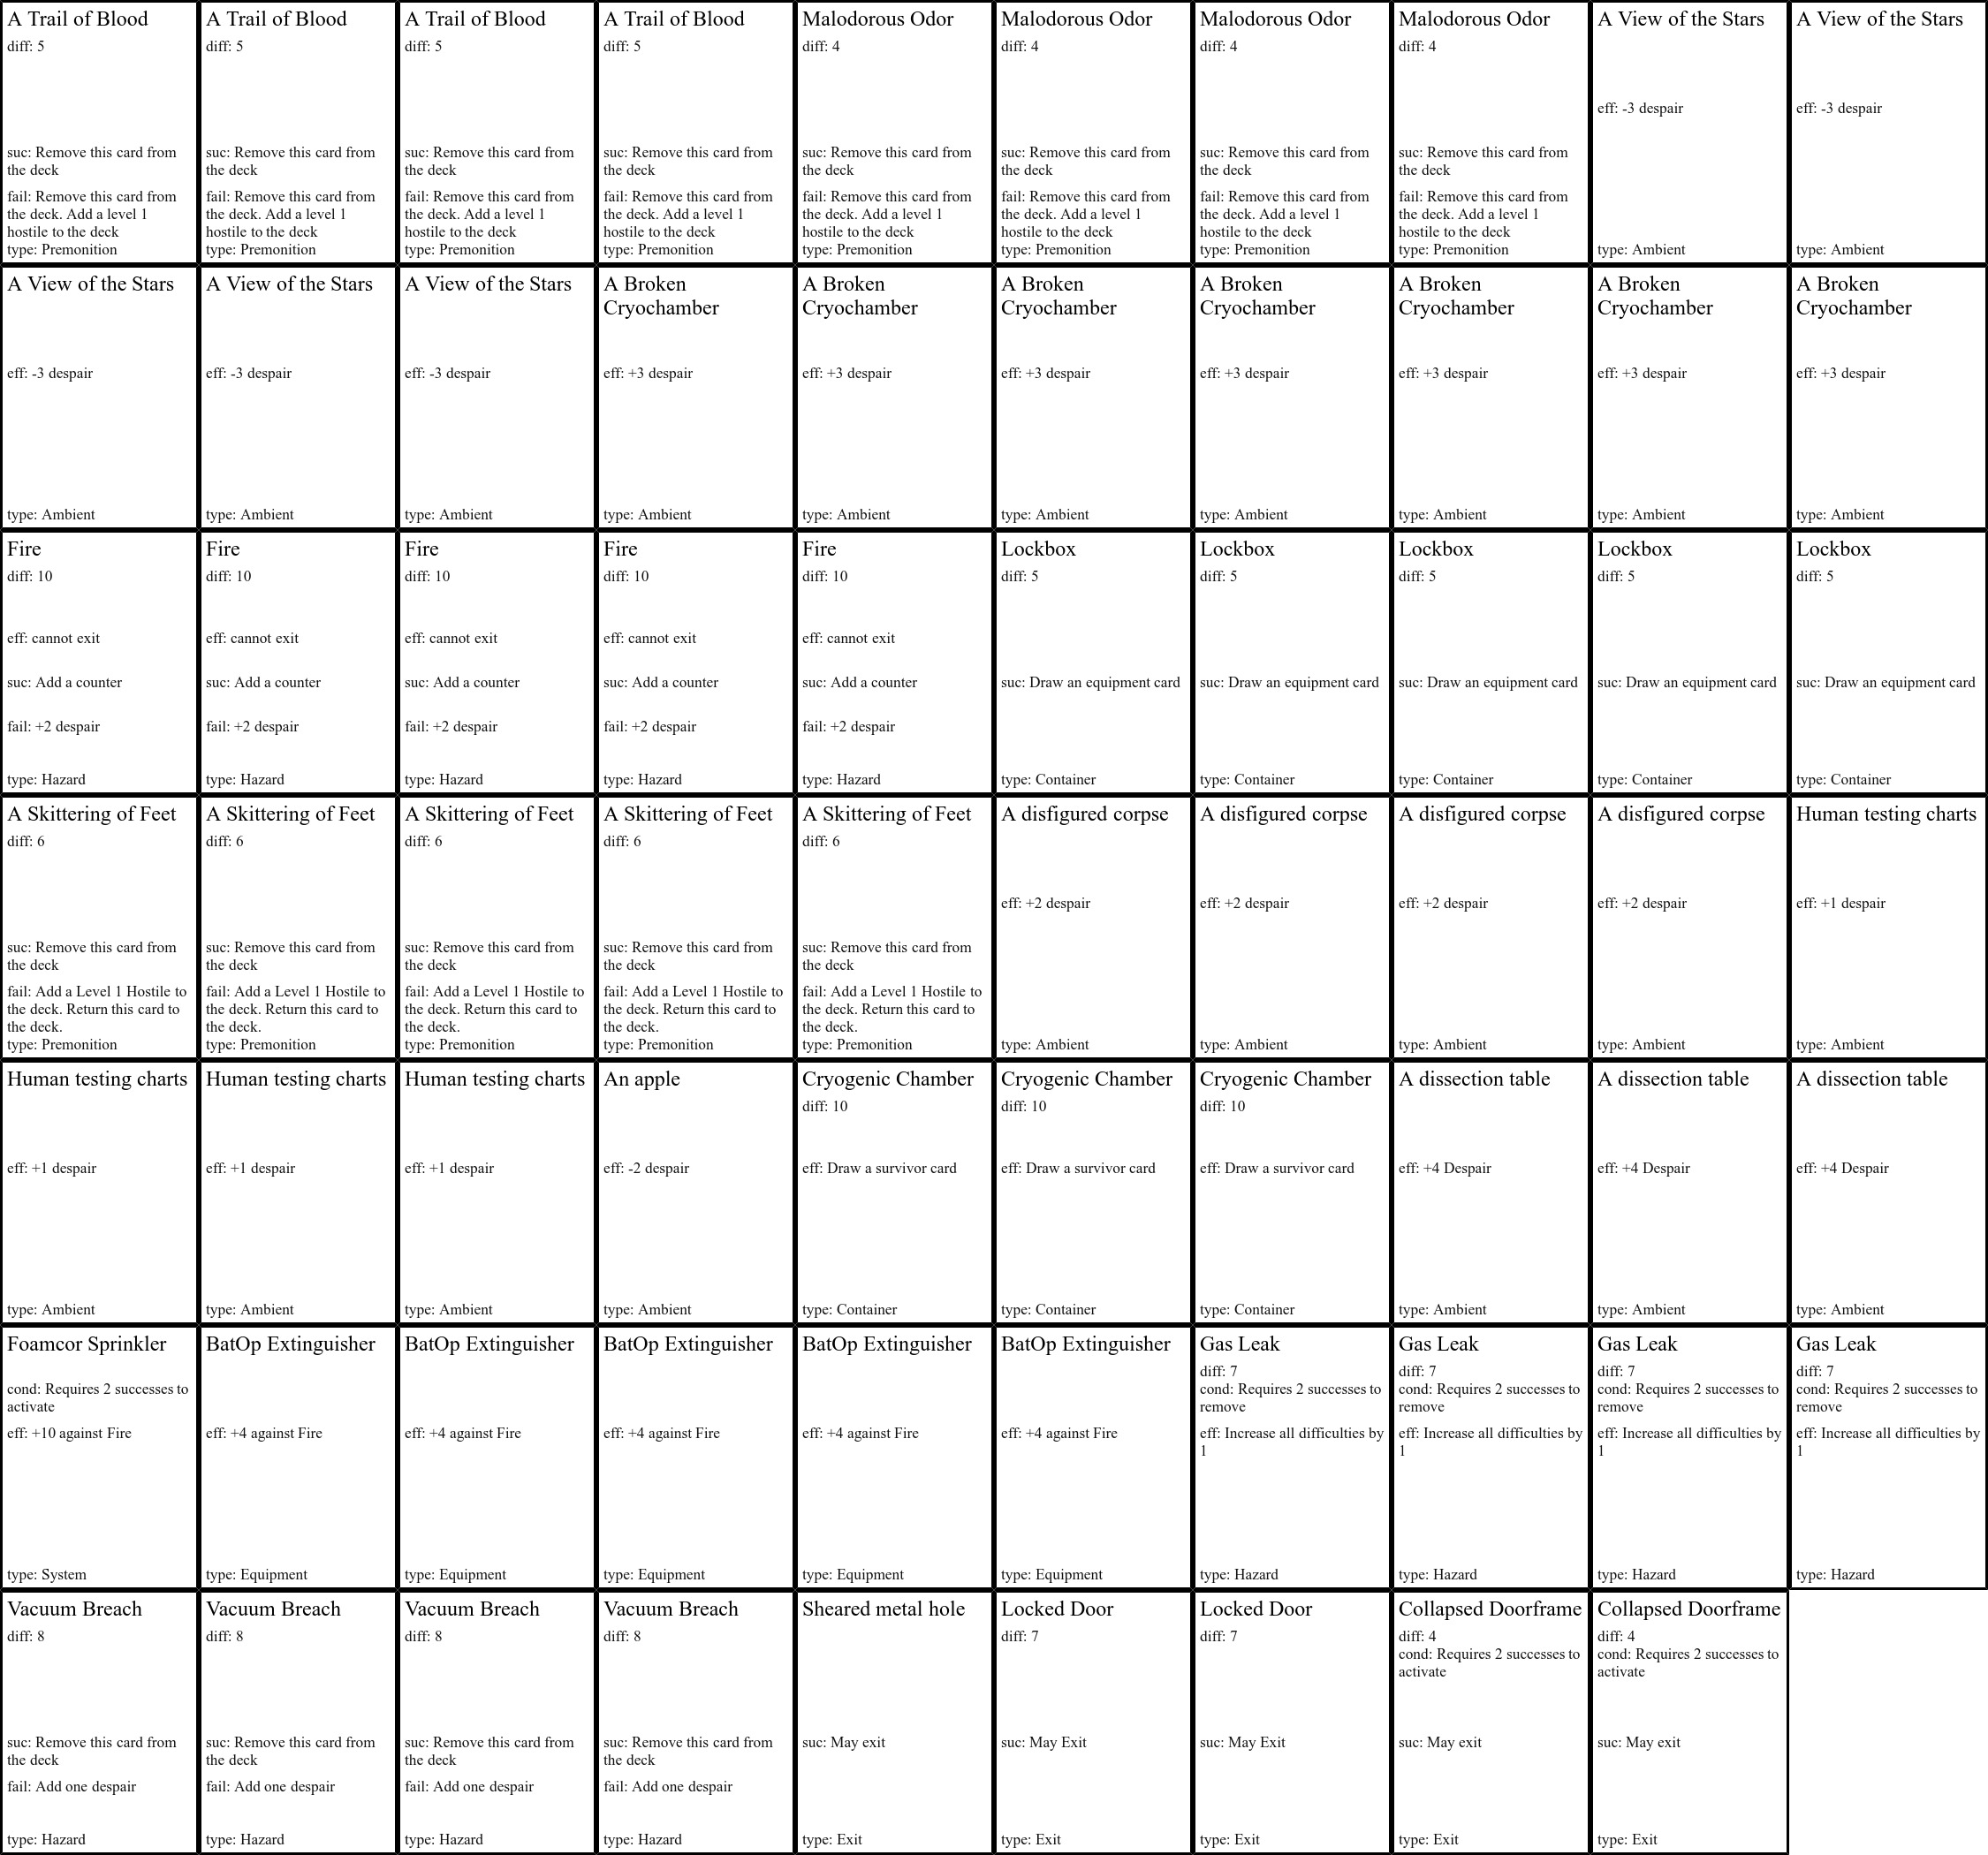 A Trail of Blood
diff: 5
suc: Remove this card from
the deck
fail: Remove this card from
the deck. Add a level 1
hostile to the deck
type: Premonition
A Trail of Blood
diff: 5
suc: Remove this card from
the deck
fail: Remove this card from
the deck. Add a level 1
hostile to the deck
type: Premonition
A Trail of Blood
diff: 5
suc: Remove this card from
the deck
fail: Remove this card from
the deck. Add a level 1
hostile to the deck
type: Premonition
A Trail of Blood
diff: 5
suc: Remove this card from
the deck
fail: Remove this card from
the deck. Add a level 1
hostile to the deck
type: Premonition
Malodorous Odor
diff: 4
suc: Remove this card from
the deck
fail: Remove this card from
the deck. Add a level 1
hostile to the deck
type: Premonition
Malodorous Odor
diff: 4
suc: Remove this card from
the deck
fail: Remove this card from
the deck. Add a level 1
hostile to the deck
type: Premonition
Malodorous Odor
diff: 4
suc: Remove this card from
the deck
fail: Remove this card from
the deck. Add a level 1
hostile to the deck
type: Premonition
Malodorous Odor
diff: 4
suc: Remove this card from
the deck
fail: Remove this card from
the deck. Add a level 1
hostile to the deck
type: Premonition
A View of the Stars
eff: -3 despair
type: Ambient
A View of the Stars
eff: -3 despair
type: Ambient
A View of the Stars
eff: -3 despair
type: Ambient
A View of the Stars
eff: -3 despair
type: Ambient
A View of the Stars
eff: -3 despair
type: Ambient
A Broken
Cryochamber
eff: +3 despair
type: Ambient
A Broken
Cryochamber
eff: +3 despair
type: Ambient
A Broken
Cryochamber
eff: +3 despair
type: Ambient
A Broken
Cryochamber
eff: +3 despair
type: Ambient
A Broken
Cryochamber
eff: +3 despair
type: Ambient
A Broken
Cryochamber
eff: +3 despair
type: Ambient
A Broken
Cryochamber
eff: +3 despair
type: Ambient
Fire
diff: 10
eff: cannot exit
suc: Add a counter
fail: +2 despair
type: Hazard
Fire
diff: 10
eff: cannot exit
suc: Add a counter
fail: +2 despair
type: Hazard
Fire
diff: 10
eff: cannot exit
suc: Add a counter
fail: +2 despair
type: Hazard
Fire
diff: 10
eff: cannot exit
suc: Add a counter
fail: +2 despair
type: Hazard
Fire
diff: 10
eff: cannot exit
suc: Add a counter
fail: +2 despair
type: Hazard
Lockbox
diff: 5
suc: Draw an equipment card
type: Container
Lockbox
diff: 5
suc: Draw an equipment card
type: Container
Lockbox
diff: 5
suc: Draw an equipment card
type: Container
Lockbox
diff: 5
suc: Draw an equipment card
type: Container
Lockbox
diff: 5
suc: Draw an equipment card
type: Container
A Skittering of Feet
diff: 6
suc: Remove this card from
the deck
fail: Add a Level 1 Hostile to
the deck. Return this card to
the deck.
type: Premonition
A Skittering of Feet
diff: 6
suc: Remove this card from
the deck
fail: Add a Level 1 Hostile to
the deck. Return this card to
the deck.
type: Premonition
A Skittering of Feet
diff: 6
suc: Remove this card from
the deck
fail: Add a Level 1 Hostile to
the deck. Return this card to
the deck.
type: Premonition
A Skittering of Feet
diff: 6
suc: Remove this card from
the deck
fail: Add a Level 1 Hostile to
the deck. Return this card to
the deck.
type: Premonition
A Skittering of Feet
diff: 6
suc: Remove this card from
the deck
fail: Add a Level 1 Hostile to
the deck. Return this card to
the deck.
type: Premonition
A disfigured corpse
eff: +2 despair
type: Ambient
A disfigured corpse
eff: +2 despair
type: Ambient
A disfigured corpse
eff: +2 despair
type: Ambient
A disfigured corpse
eff: +2 despair
type: Ambient
Human testing charts
eff: +1 despair
type: Ambient
Human testing charts
eff: +1 despair
type: Ambient
Human testing charts
eff: +1 despair
type: Ambient
Human testing charts
eff: +1 despair
type: Ambient
An apple
eff: -2 despair
type: Ambient
Cryogenic Chamber
diff: 10
eff: Draw a survivor card
type: Container
Cryogenic Chamber
diff: 10
eff: Draw a survivor card
type: Container
Cryogenic Chamber
diff: 10
eff: Draw a survivor card
type: Container
A dissection table
eff: +4 Despair
type: Ambient
A dissection table
eff: +4 Despair
type: Ambient
A dissection table
eff: +4 Despair
type: Ambient
Foamcor Sprinkler
cond: Requires 2 successes to
activate
eff: +10 against Fire
type: System
BatOp Extinguisher
eff: +4 against Fire
type: Equipment
BatOp Extinguisher
eff: +4 against Fire
type: Equipment
BatOp Extinguisher
eff: +4 against Fire
type: Equipment
BatOp Extinguisher
eff: +4 against Fire
type: Equipment
BatOp Extinguisher
eff: +4 against Fire
type: Equipment
Gas Leak
diff: 7
cond: Requires 2 successes to
remove
eff: Increase all difficulties by
1
type: Hazard
Gas Leak
diff: 7
cond: Requires 2 successes to
remove
eff: Increase all difficulties by
1
type: Hazard
Gas Leak
diff: 7
cond: Requires 2 successes to
remove
eff: Increase all difficulties by
1
type: Hazard
Gas Leak
diff: 7
cond: Requires 2 successes to
remove
eff: Increase all difficulties by
1
type: Hazard
Vacuum Breach
diff: 8
suc: Remove this card from
the deck
fail: Add one despair
type: Hazard
Vacuum Breach
diff: 8
suc: Remove this card from
the deck
fail: Add one despair
type: Hazard
Vacuum Breach
diff: 8
suc: Remove this card from
the deck
fail: Add one despair
type: Hazard
Vacuum Breach
diff: 8
suc: Remove this card from
the deck
fail: Add one despair
type: Hazard
Sheared metal hole
suc: May exit
type: Exit
Locked Door
diff: 7
suc: May Exit
type: Exit
Locked Door
diff: 7
suc: May Exit
type: Exit
Collapsed Doorframe
diff: 4
cond: Requires 2 successes to
activate
suc: May exit
type: Exit
Collapsed Doorframe
diff: 4
cond: Requires 2 successes to
activate
suc: May exit
type: Exit